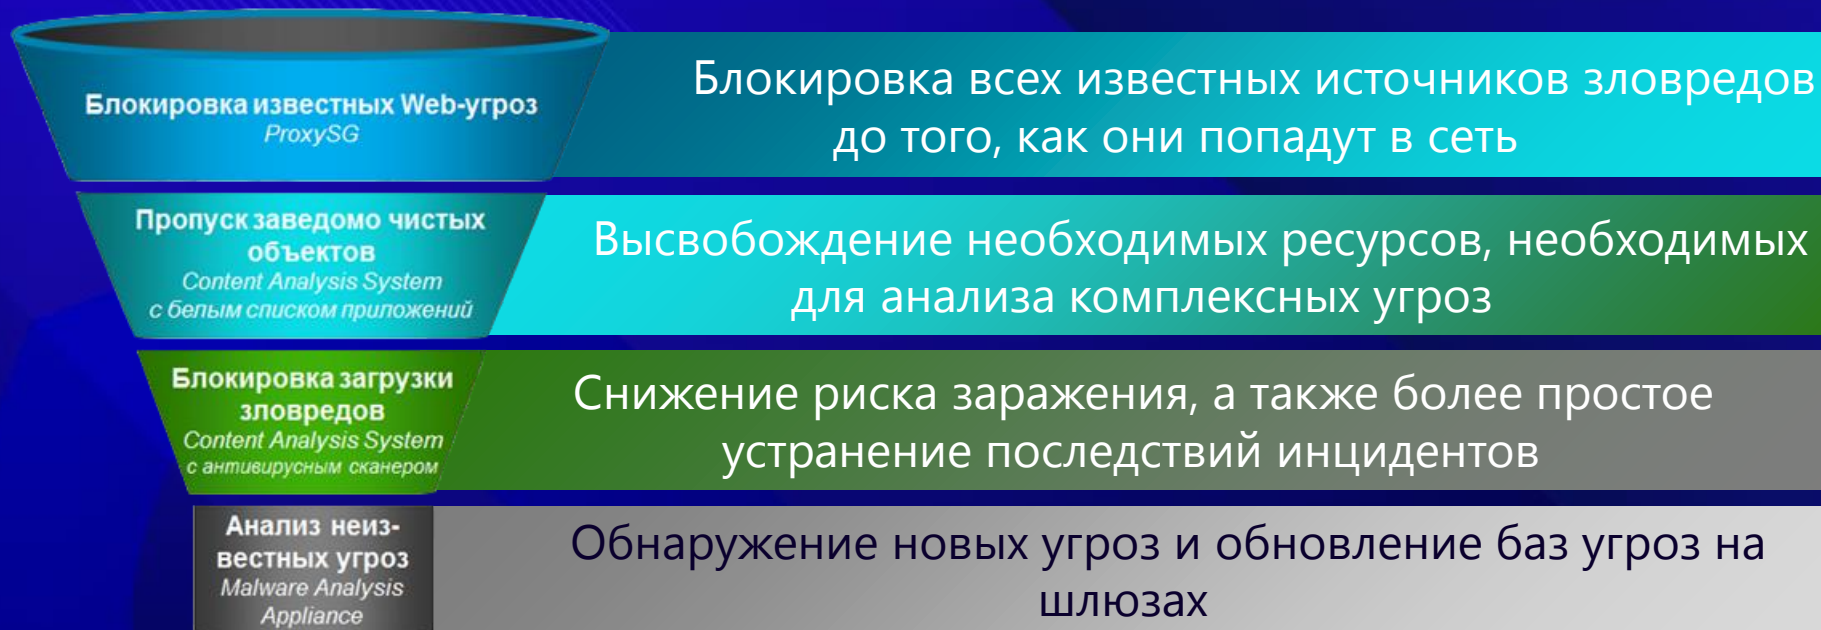 Блокировка известных Web-угроз
ProxySG
Блокировка всех известных источников зловредов
до того, как они попадут в сеть
Пропуск заведомо чистых
объектов
Content Analysis System
с белым списком приложений
Высвобождение необходимых ресурсов, необходимых
для анализа комплексных угроз
Блокировка загрузки
зловредов
Content Analysis System
с антивирусным сканером
Снижение риска заражения, а также более простое
устранение последствий инцидентов
Анализ неиз-
вестных угроз
Malware Analysis
Appliance
Обнаружение новых угроз и обновление баз угроз на
шлюзах